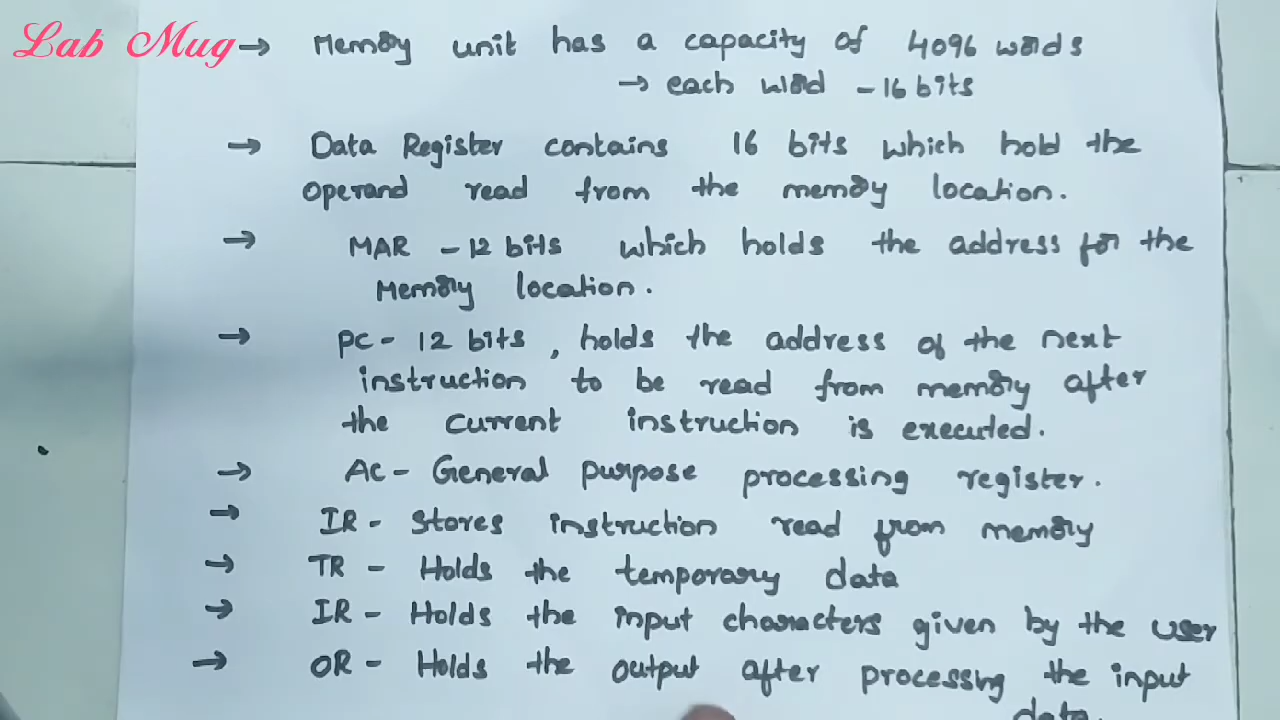 Lab Mug
→ Memory unit has a capacity of 4096 words
→ each word - 16 bits
→ Data Register contains 16 bits which hold the
operand read from the memory location.
→ MAR - 12 bits which holds the address for the
Memory location.
→ PC - 12 bits, holds the address of the next
instruction to be read from memory after
the current instruction is executed.
→ AC - General purpose processing register.
→ IR - Stores instruction read from memory
→ TR - Holds the temporary data
→ IR - Holds the input characters given by the user
→ OR - Holds the output after processing the input
data.